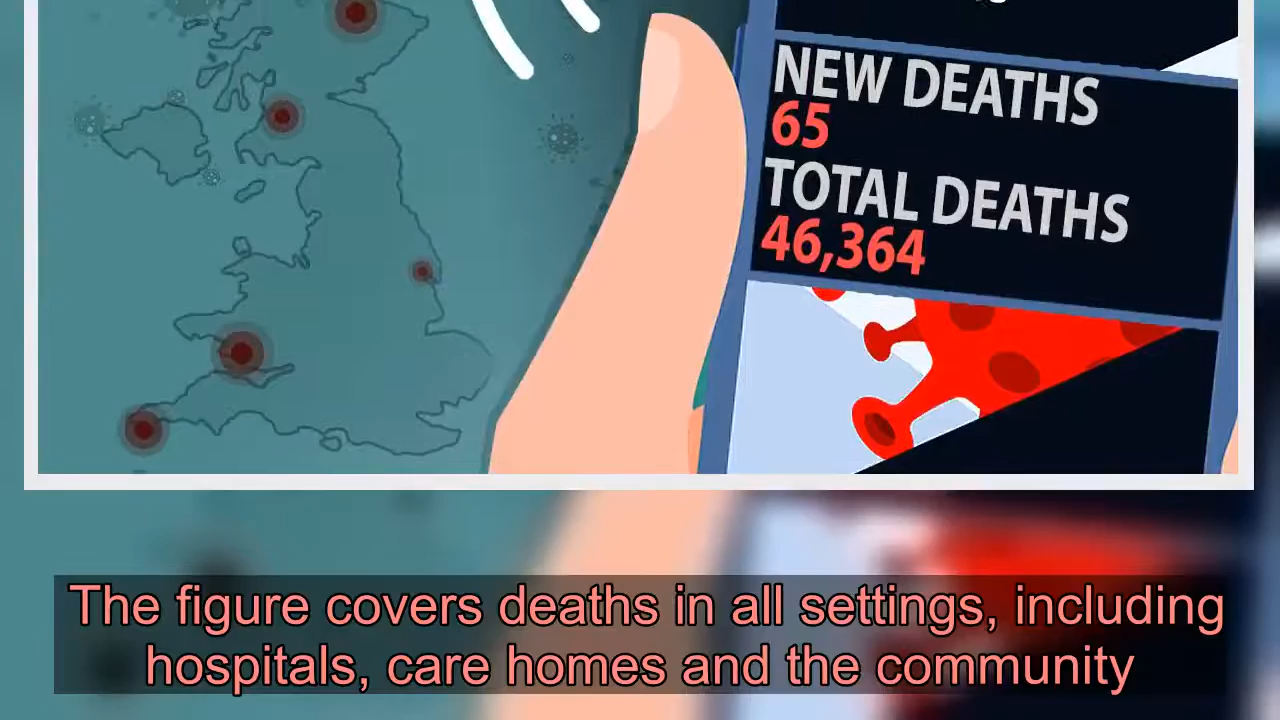 NEW DEATHS
65
TOTAL DEATHS
46,364
The figure covers deaths in all settings, including
hospitals, care homes and the community